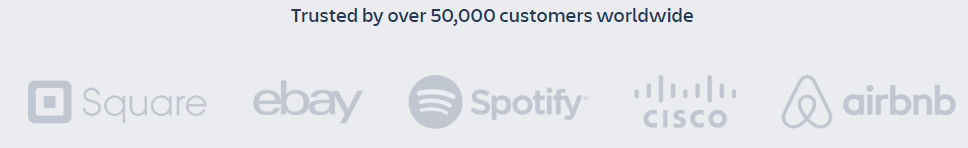 Trusted by over 50,000 customers worldwide
Square ebay Spotify cisco airbnb